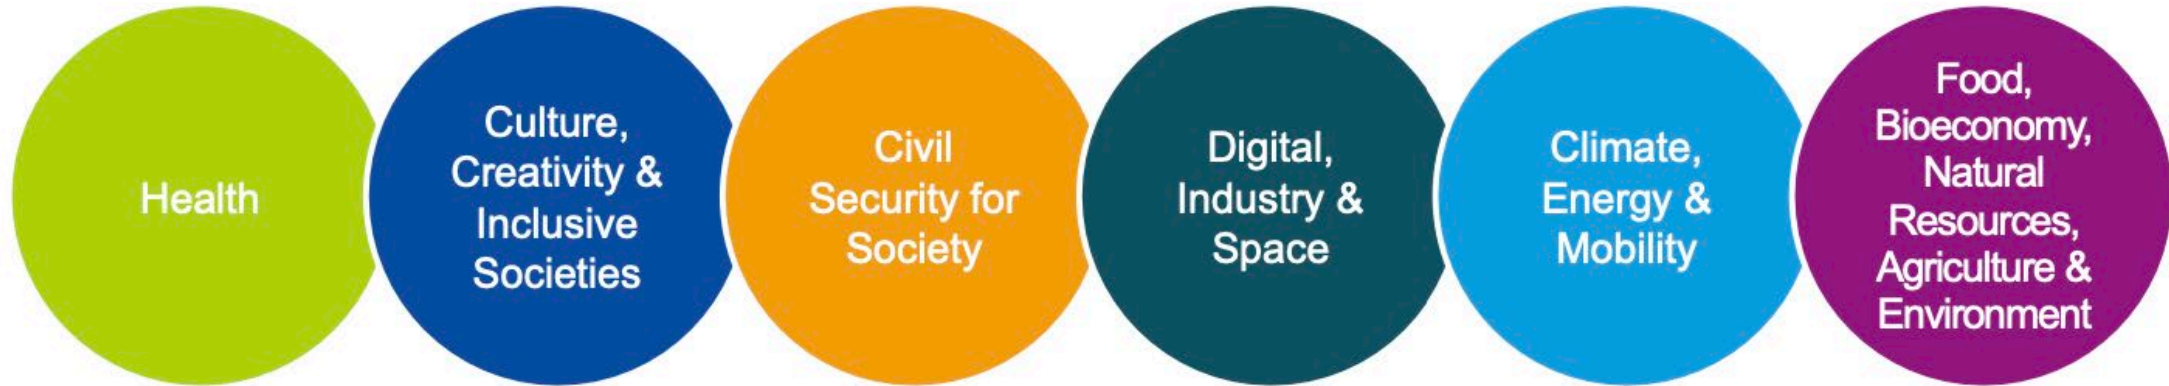 Health
Culture,
Creativity &
Inclusive
Societies
Civil
Security for
Society
Digital,
Industry &
Space
Climate,
Energy &
Mobility
Food,
Bioeconomy,
Natural
Resources,
Agriculture &
Environment